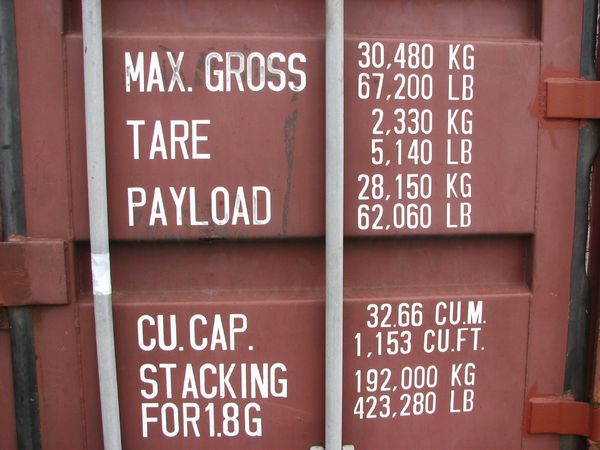 MAX. GROSS 30,480 KG
67,200 LB
TARE 2,330 KG
5,140 LB
PAYLOAD 28,150 KG
62,060 LB
CU.CAP. 32.66 CU.M.
1,153 CU.FT.
STACKING 192,000 KG
FOR1.8G 423,280 LB